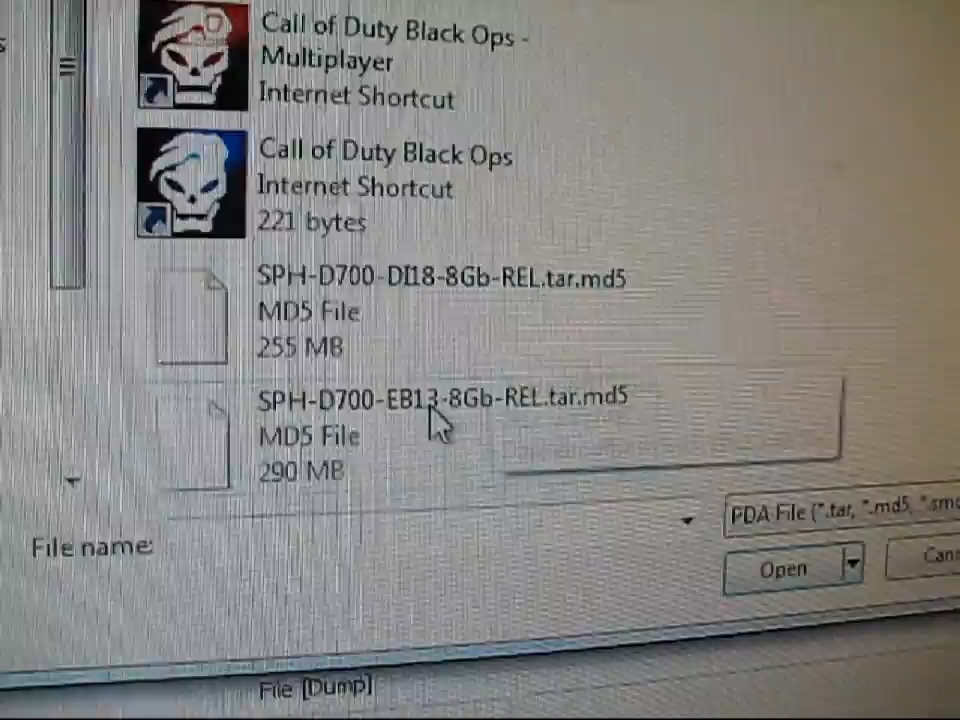 Call of Duty Black Ops -
Multiplayer
Internet Shortcut
Call of Duty Black Ops
Internet Shortcut
221 bytes
SPH-D700-DI18-8Gb-REL.tar.md5
MD5 File
255 MB
SPH-D700-EB13-8Gb-REL.tar.md5
MD5 File
290 MB
PDA File (*.tar, *.md5, *.smd
File name:
Open
Canc
File [Dump]